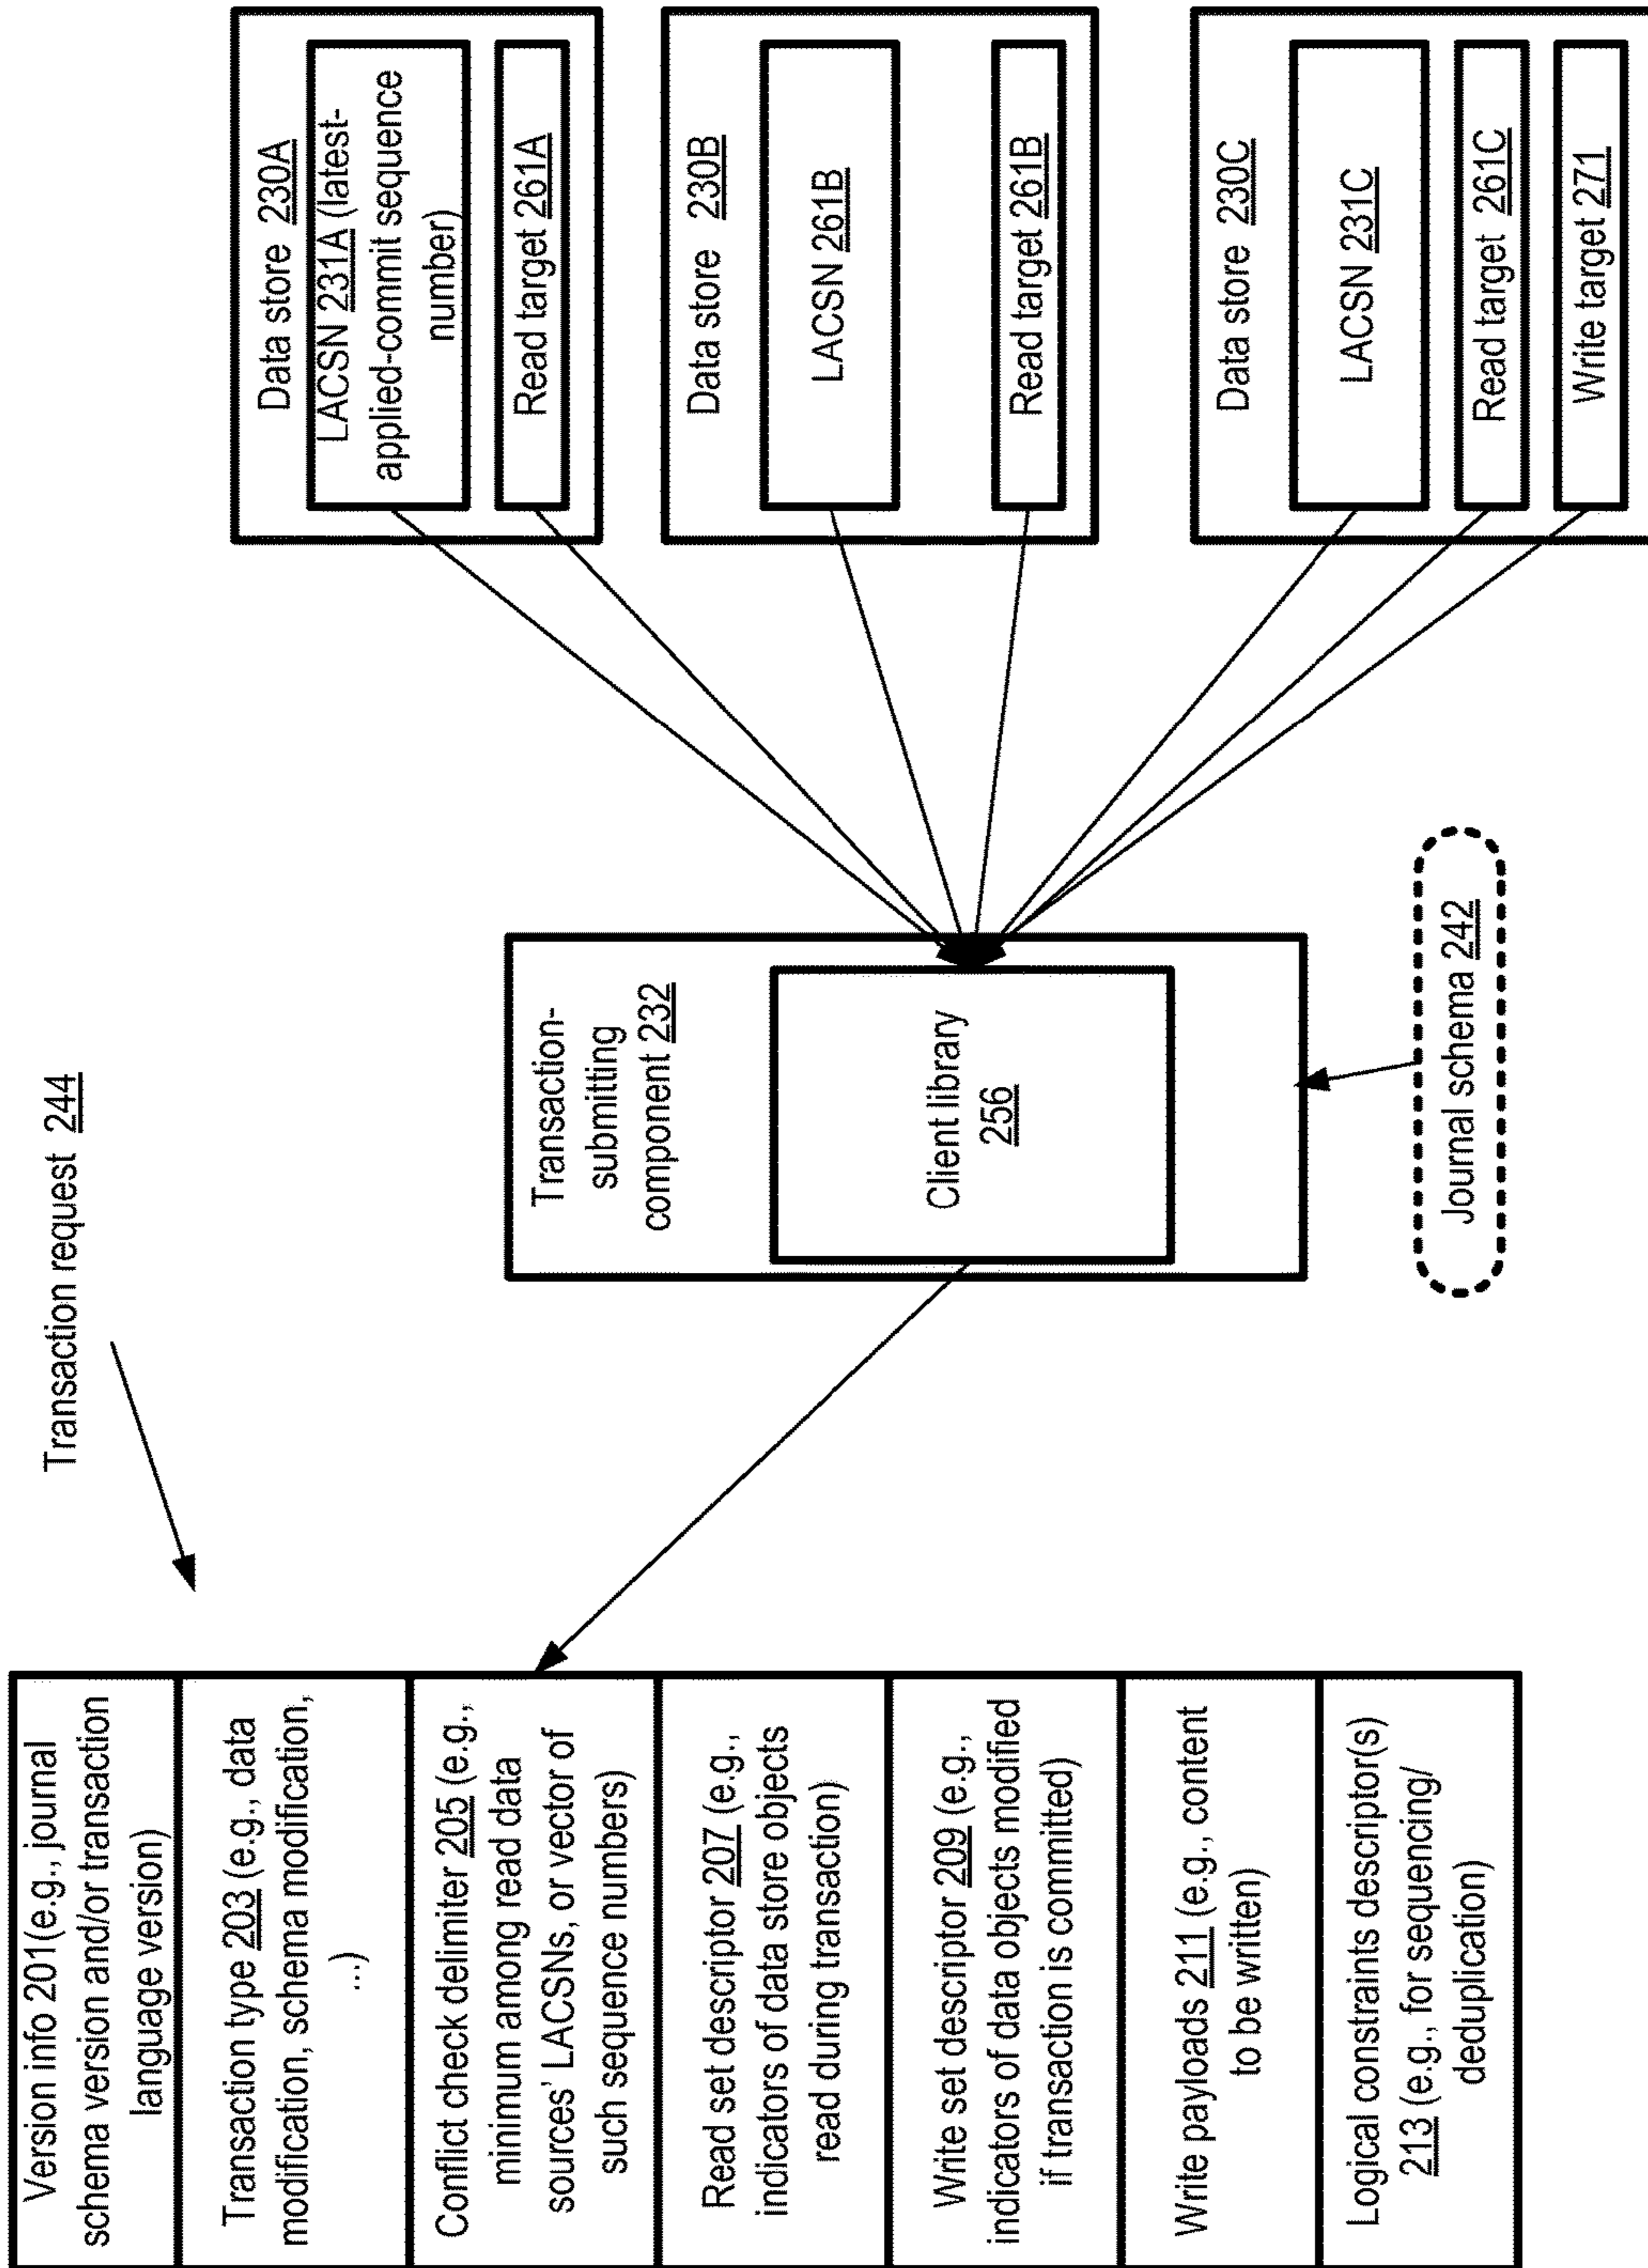 Transaction request 244
Version info 201(e.g., journal
schema version and/or transaction
language version)
Transaction type 203 (e.g., data
modification, schema modification,
...)
Conflict check delimiter 205 (e.g.,
minimum among read data
sources' LACSNs, or vector of
such sequence numbers)
Read set descriptor 207 (e.g.,
indicators of data store objects
read during transaction)
Write set descriptor 209 (e.g.,
indicators of data objects modified
if transaction is committed)
Write payloads 211 (e.g., content
to be written)
Logical constraints descriptor(s)
213 (e.g., for sequencing/
deduplication)
Transaction-
submitting
component 232
Client library
256
Journal schema 242
Data store 230A
LACSN 231A (latest-
applied-commit sequence
number)
Read target 261A
Data store 230B
LACSN 261B
Read target 261B
Data store 230C
LACSN 231C
Read target 261C
Write target 271